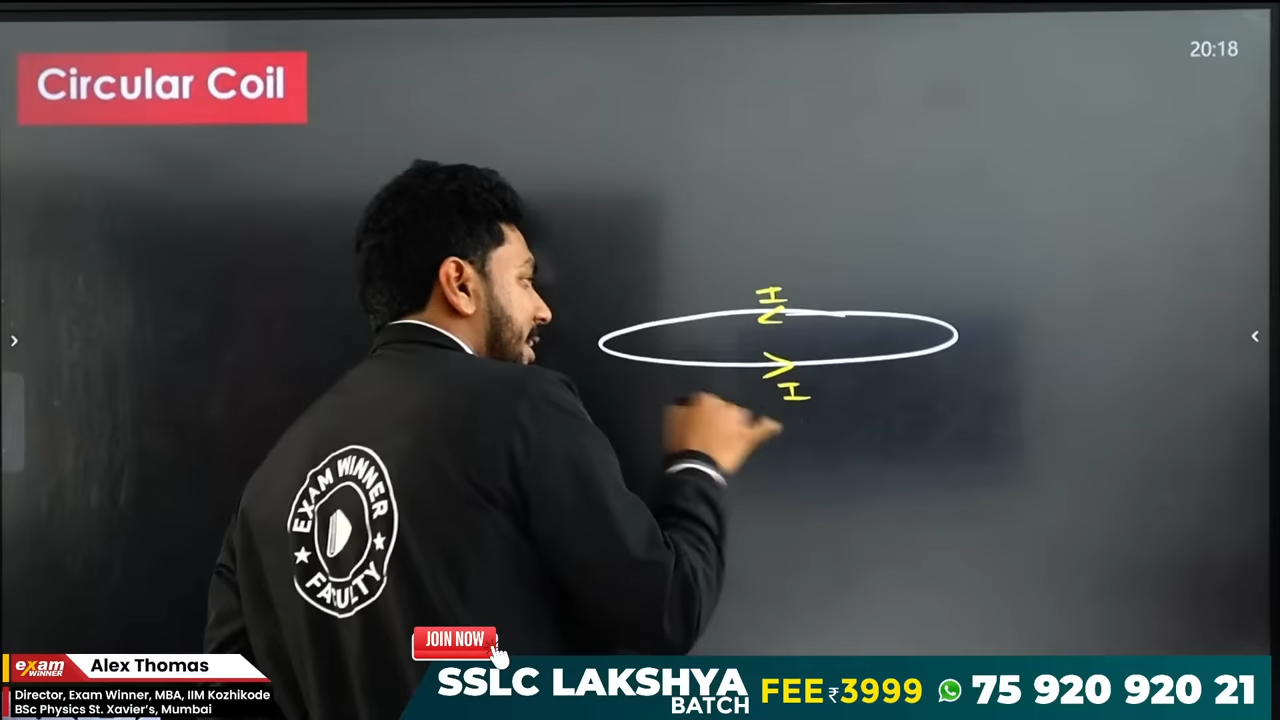 Circular Coil
20:18
I
I
EXAM WINNER
FACULTY
JOIN NOW
exam
WINNER
Alex Thomas
Director, Exam Winner, MBA, IIM Kozhikode
BSc Physics St. Xavier's, Mumbai
SSLC LAKSHYA
BATCH
FEE ₹3999
75 920 920 21